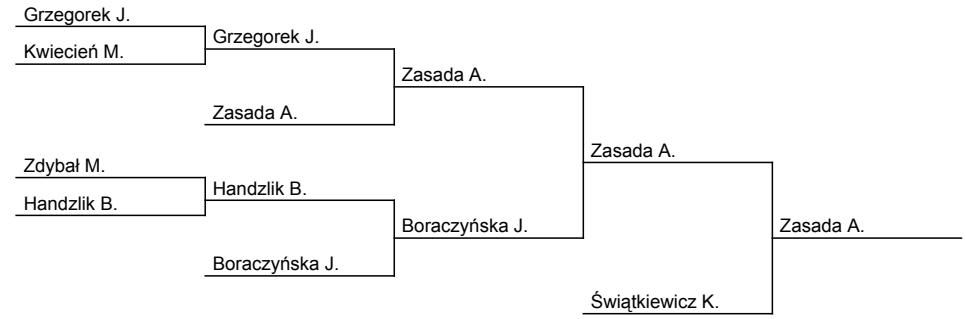 Grzegorek J.
Kwiecień M.
Grzegorek J.
Zasada A.
Zasada A.
Zdybał M.
Handzlik B.
Handzlik B.
Boraczyńska J.
Boraczyńska J.
Zasada A.
Świątkiewicz K.
Zasada A.